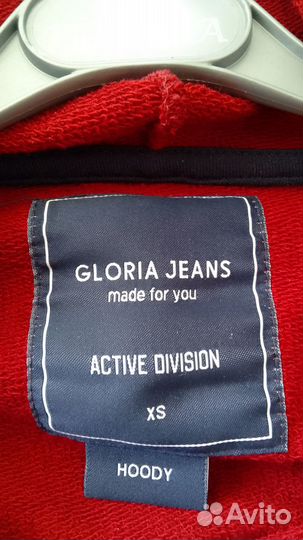 GLORIA JEANS
made for you
ACTIVE DIVISION
XS
HOODY
Avito